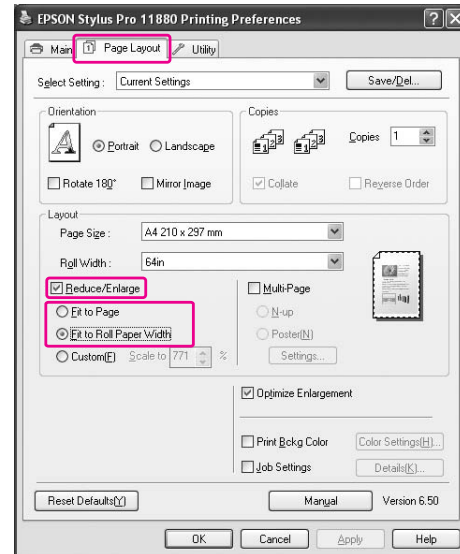 EPSON Stylus Pro 11880 Printing Preferences
Main Page Layout Utility
Select Setting : Current Settings Save/Del...
Orientation
Portrait Landscape
Rotate 180° Mirror Image
Copies
Copies 1
Collate Reverse Order
Layout
Page Size : A4 210 x 297 mm
Roll Width : 64in
Reduce/Enlarge
Fit to Page
Fit to Roll Paper Width
Custom(F) Scale to 771 %
Multi-Page
N-up
Poster(N)
Settings...
Optimize Enlargement
Print Bckg Color Color Settings(H)...
Job Settings Details(K)...
Reset Defaults(Y) Manual Version 6.50
OK Cancel Apply Help